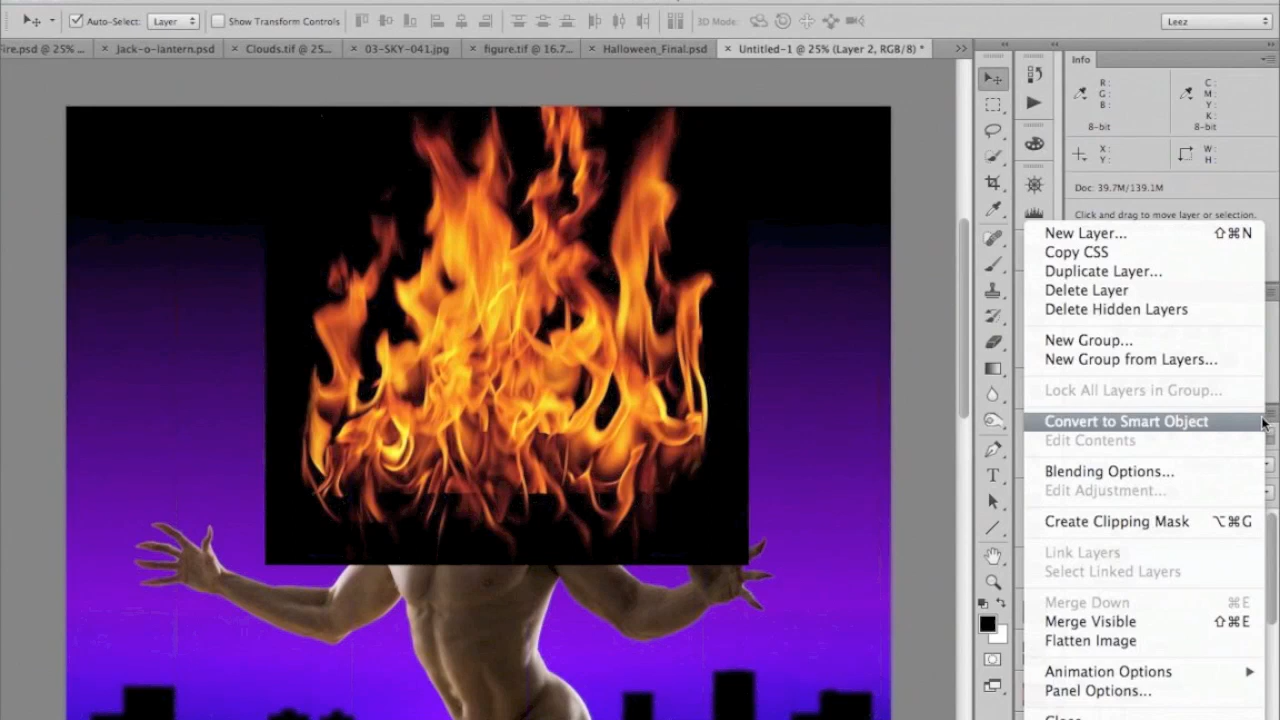 Auto-Select: Layer Show Transform Controls 3D Mode: Leez
Fire.psd @ 25% ... × Jack-o-lantern.psd × Clouds.tif @ 25... × 03-SKY-041.jpg × figure.tif @ 16.7... × Halloween_Final.psd × Untitled-1 @ 25% (Layer 2, RGB/8) * >>
Info
R: C:
G: M:
B: Y:
K:
8-bit 8-bit
X: W:
Y: H:
Doc: 39.7M/139.1M
Click and drag to move layer or selection.
New Layer... ⇧⌘N
Copy CSS
Duplicate Layer...
Delete Layer
Delete Hidden Layers
New Group...
New Group from Layers...
Lock All Layers in Group...
Convert to Smart Object
Edit Contents
Blending Options...
Edit Adjustment...
Create Clipping Mask ⌥⌘G
Link Layers
Select Linked Layers
Merge Down ⌘E
Merge Visible ⇧⌘E
Flatten Image
Animation Options
Panel Options...